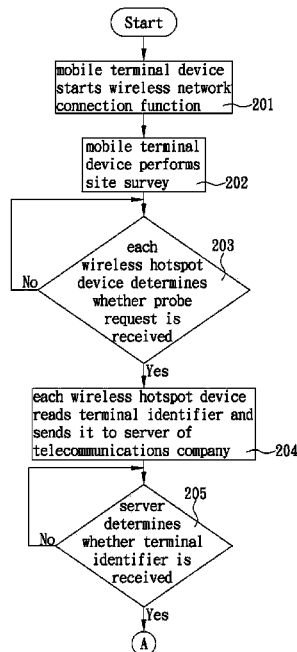 Start
mobile terminal device
starts wireless network
connection function
201
mobile terminal
device performs
site survey
202
each
wireless hotspot
device determines
whether probe
request is
received
203
No
Yes
each wireless hotspot device
reads terminal identifier and
sends it to server of
telecommunications company
204
server
determines
whether terminal
identifier is
received
205
No
Yes
A